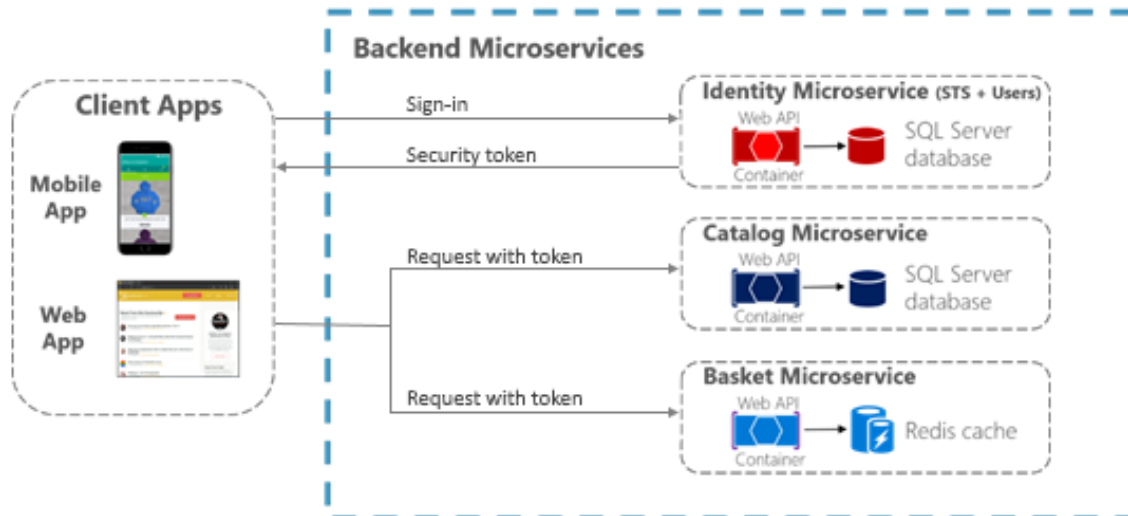 Backend Microservices
Client Apps
Mobile
App
Web
App
Sign-in
Security token
Request with token
Request with token
Identity Microservice (STS + Users)
Web API
Container
SQL Server
database
Catalog Microservice
Web API
Container
SQL Server
database
Basket Microservice
Web API
Container
Redis cache